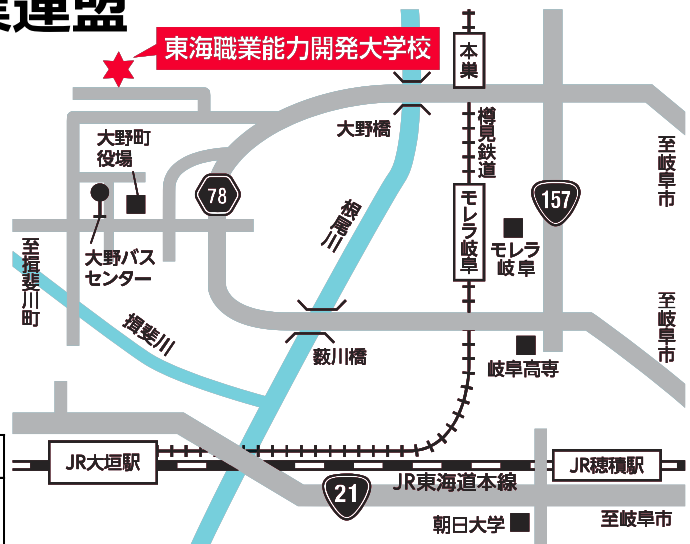 業連盟
東海職業能力開発大学校
本巣
大野橋
樽見鉄道
大野町
役場
至岐阜市
78
157
モレラ岐阜
根尾川
モレラ
岐阜
大野バス
センター
至揖斐川町
至岐阜市
揖斐川
藪川橋
岐阜高専
JR大垣駅
JR穂積駅
JR東海道本線
21
朝日大学
至岐阜市